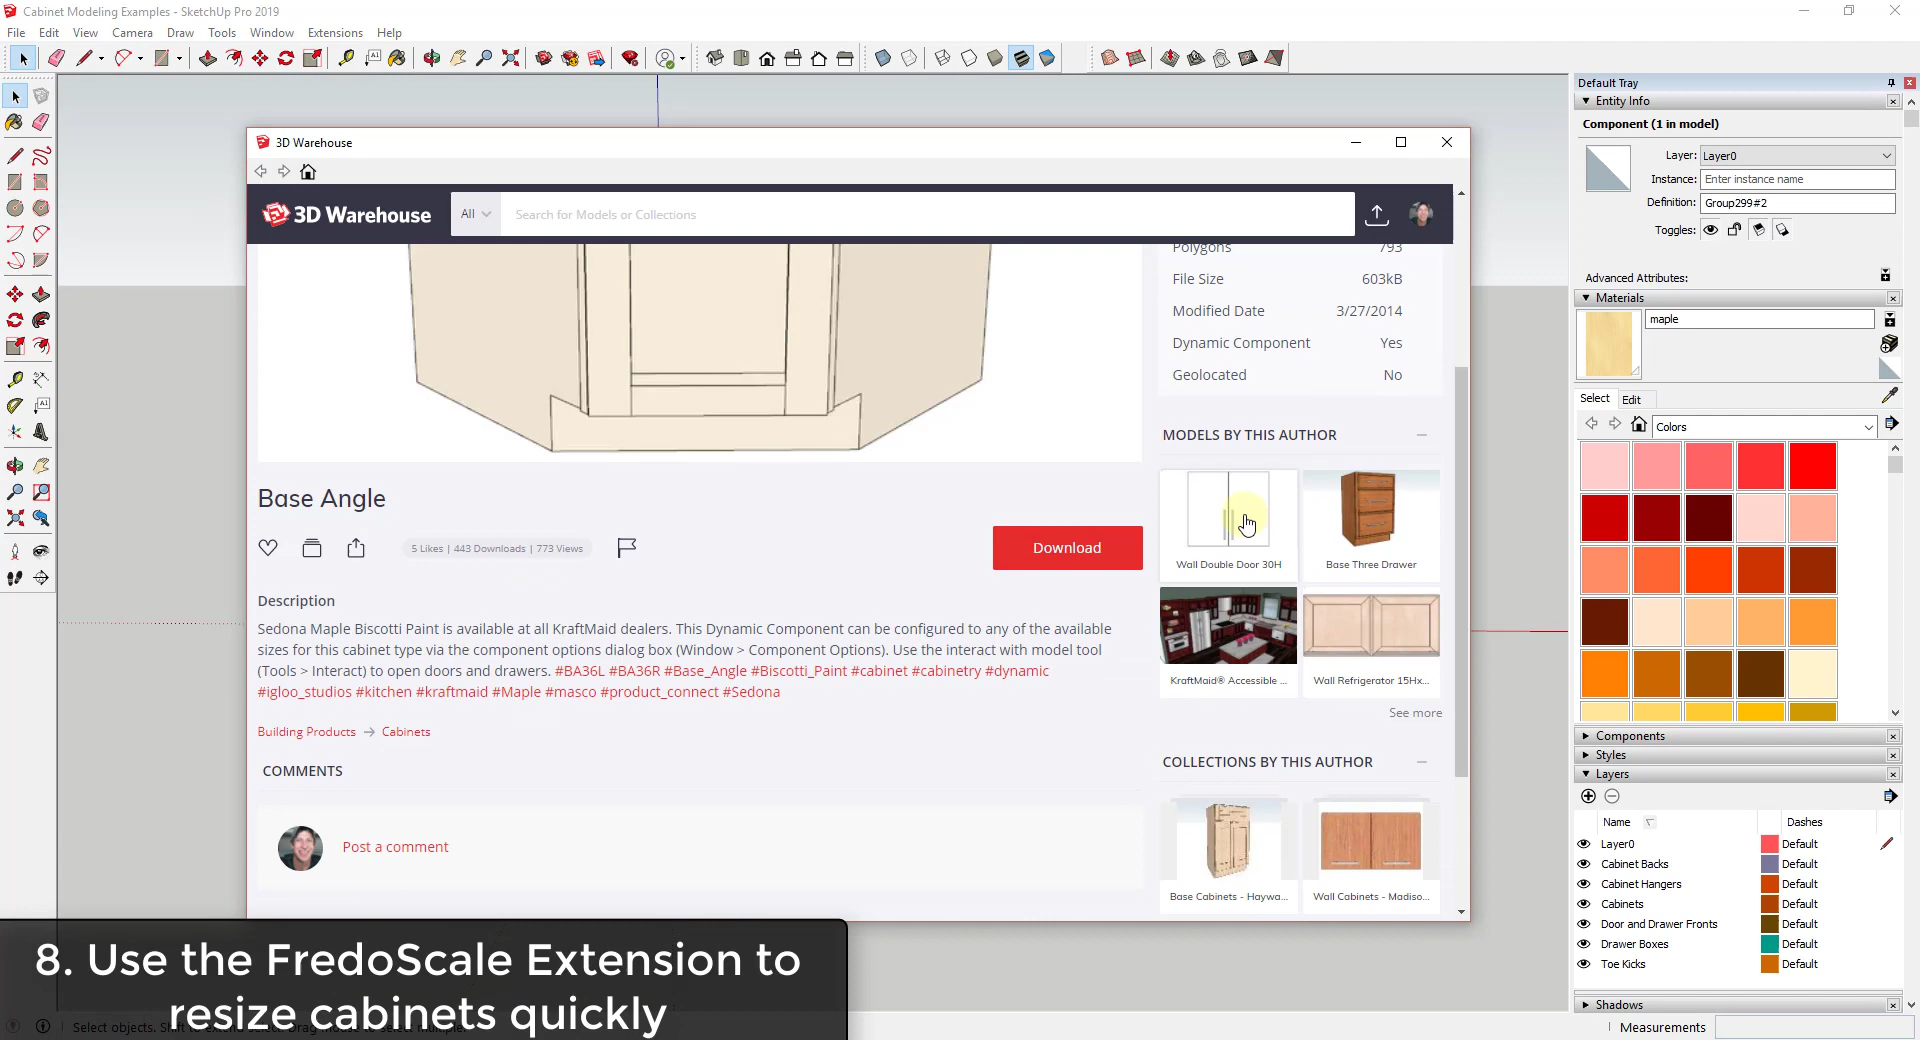 Cabinet Modeling Examples - SketchUp Pro 2019
File Edit View Camera Draw Tools Window Extensions Help
Default Tray
Entity Info
Component (1 in model)
Layer: Layer0
Instance: Enter instance name
Definition: Group299#2
Toggles:
Advanced Attributes:
Materials
maple
Select Edit
Colors
Components
Styles
Layers
Name Dashes
Layer0 Default
Cabinet Backs Default
Cabinet Hangers Default
Cabinets Default
Door and Drawer Fronts Default
Drawer Boxes Default
Toe Kicks Default
Shadows
Measurements
3D Warehouse
3D Warehouse
All Search for Models or Collections
Polygons 793
File Size 603kB
Modified Date 3/27/2014
Dynamic Component Yes
Geolocated No
MODELS BY THIS AUTHOR
Wall Double Door 30H Base Three Drawer
KraftMaid® Accessible ... Wall Refrigerator 15Hx...
See more
COLLECTIONS BY THIS AUTHOR
Base Cabinets - Haywa... Wall Cabinets - Madiso...
Base Angle
5 Likes | 443 Downloads | 773 Views
Download
Description
Sedona Maple Biscotti Paint is available at all KraftMaid dealers. This Dynamic Component can be configured to any of the available
sizes for this cabinet type via the component options dialog box (Window > Component Options). Use the interact with model tool
(Tools > Interact) to open doors and drawers. #BA36L #BA36R #Base_Angle #Biscotti_Paint #cabinet #cabinetry #dynamic
#igloo_studios #kitchen #kraftmaid #Maple #masco #product_connect #Sedona
Building Products → Cabinets
COMMENTS
Post a comment
8. Use the FredoScale Extension to
resize cabinets quickly